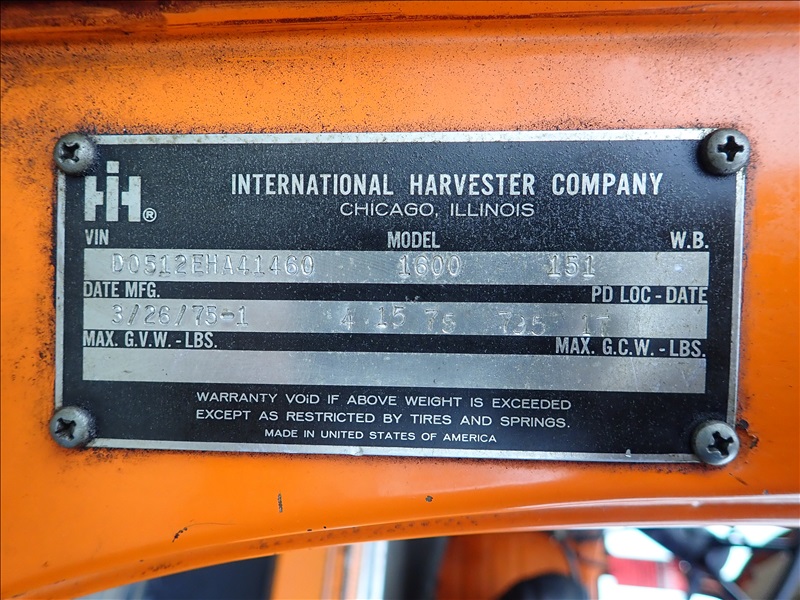 IH®
INTERNATIONAL HARVESTER COMPANY
CHICAGO, ILLINOIS
VIN MODEL W.B.
D0512EHA41460 1600 151
DATE MFG. PD LOC - DATE
3/26/75-1 4 15 75 17
MAX. G.V.W. - LBS. MAX. G.C.W. - LBS.
WARRANTY VOID IF ABOVE WEIGHT IS EXCEEDED
EXCEPT AS RESTRICTED BY TIRES AND SPRINGS.
MADE IN UNITED STATES OF AMERICA